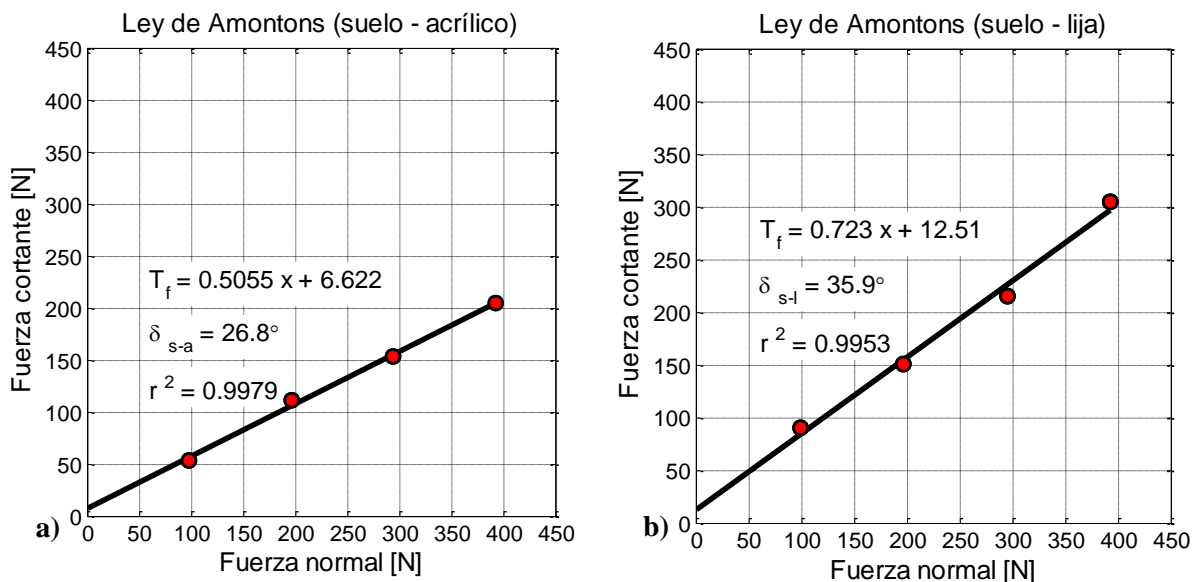 Ley de Amontons (suelo - acrílico)
450
400
350
300
250
200
150
100
50
0
Fuerza cortante [N]
T f = 0.5055 x + 6.622
δ s-a = 26.8°
r 2 = 0.9979
0 50 100 150 200 250 300 350 400 450
Fuerza normal [N]
a)
Ley de Amontons (suelo - lija)
450
400
350
300
250
200
150
100
50
0
Fuerza cortante [N]
T f = 0.723 x + 12.51
δ s-l = 35.9°
r 2 = 0.9953
0 50 100 150 200 250 300 350 400 450
Fuerza normal [N]
b)